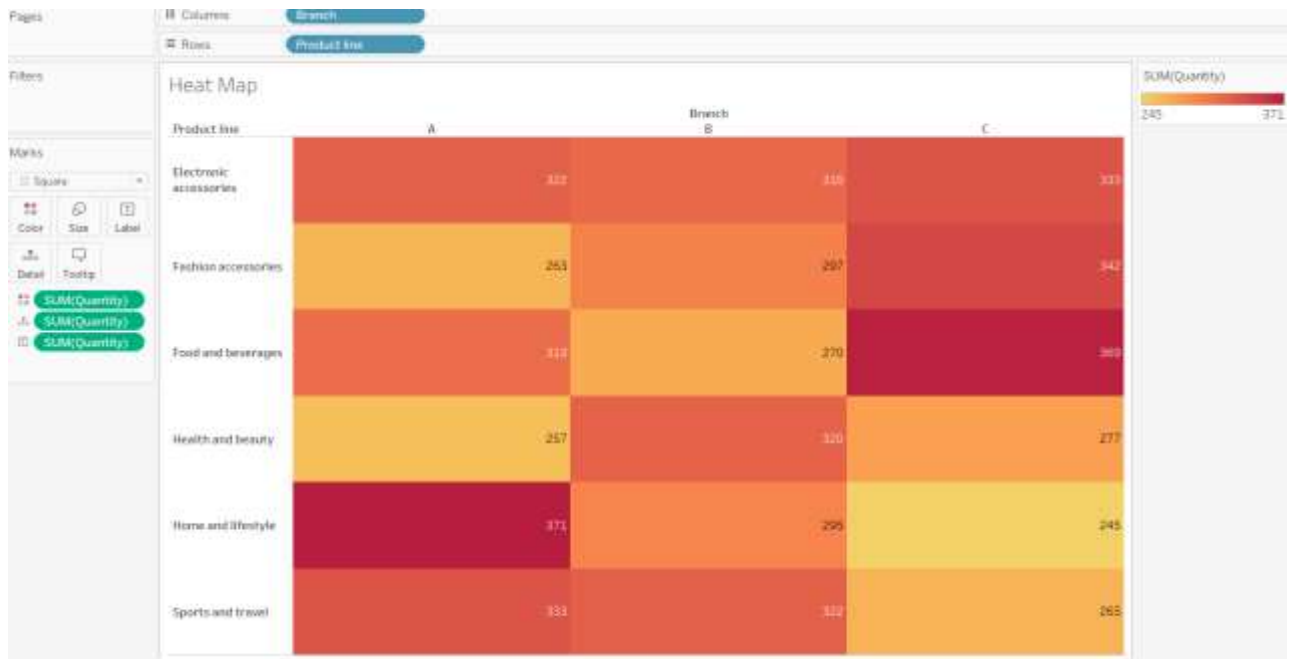 Pages
Columns Branch
Rows Product line
Filters
Heat Map
SUM(Quantity)
245 371
Branch
Product line A B C
Marks
Square
Color Size Label
Detail Tooltip
SUM(Quantity)
SUM(Quantity)
SUM(Quantity)
Electronic
accessories 322 333
Fashion accessories 263 297 342
Food and beverages 313 270 369
Health and beauty 257 320 277
Home and lifestyle 371 295 245
Sports and travel 333 322 265